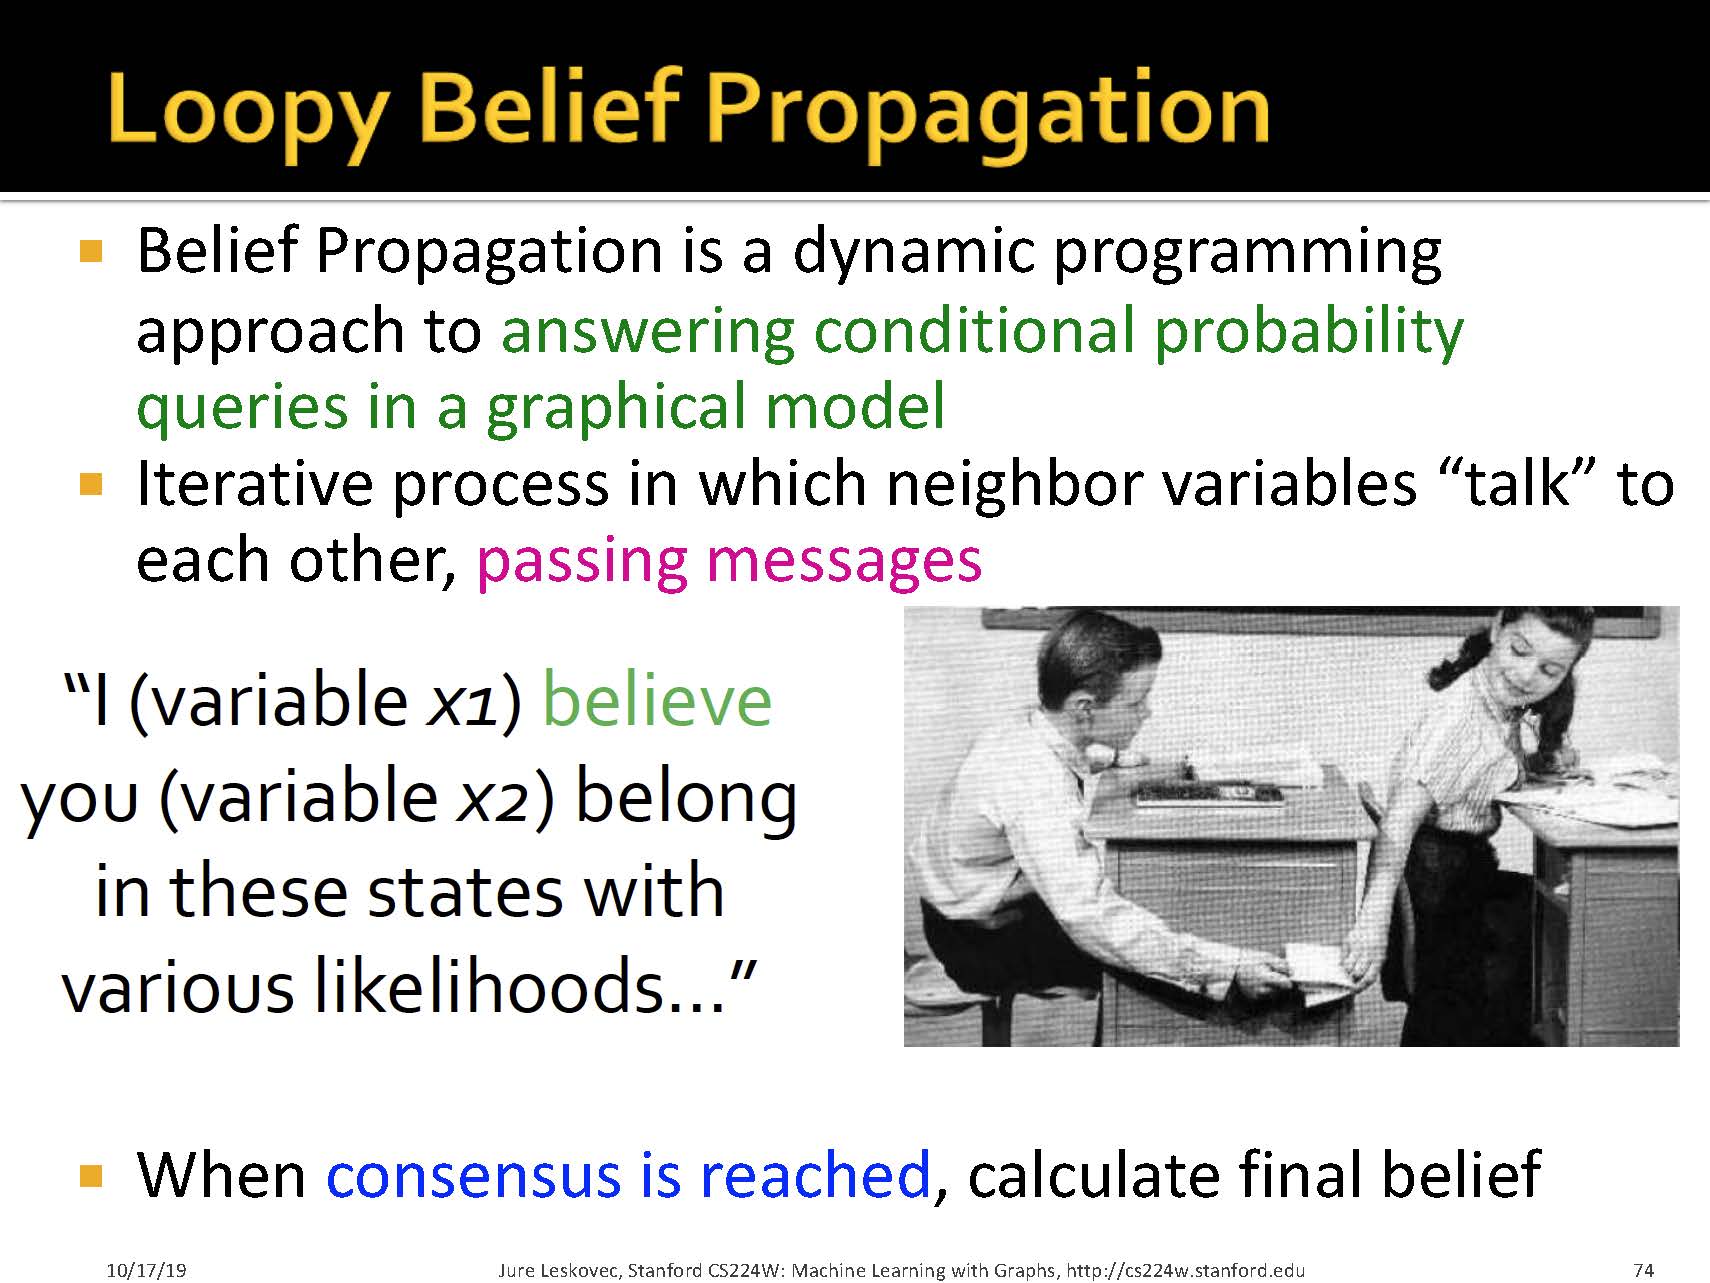 Loopy Belief Propagation
Belief Propagation is a dynamic programming
approach to answering conditional probability
queries in a graphical model
Iterative process in which neighbor variables “talk” to
each other, passing messages
“I (variable x1) believe
you (variable x2) belong
in these states with
various likelihoods…”
When consensus is reached, calculate final belief
10/17/19
Jure Leskovec, Stanford CS224W: Machine Learning with Graphs, http://cs224w.stanford.edu
74